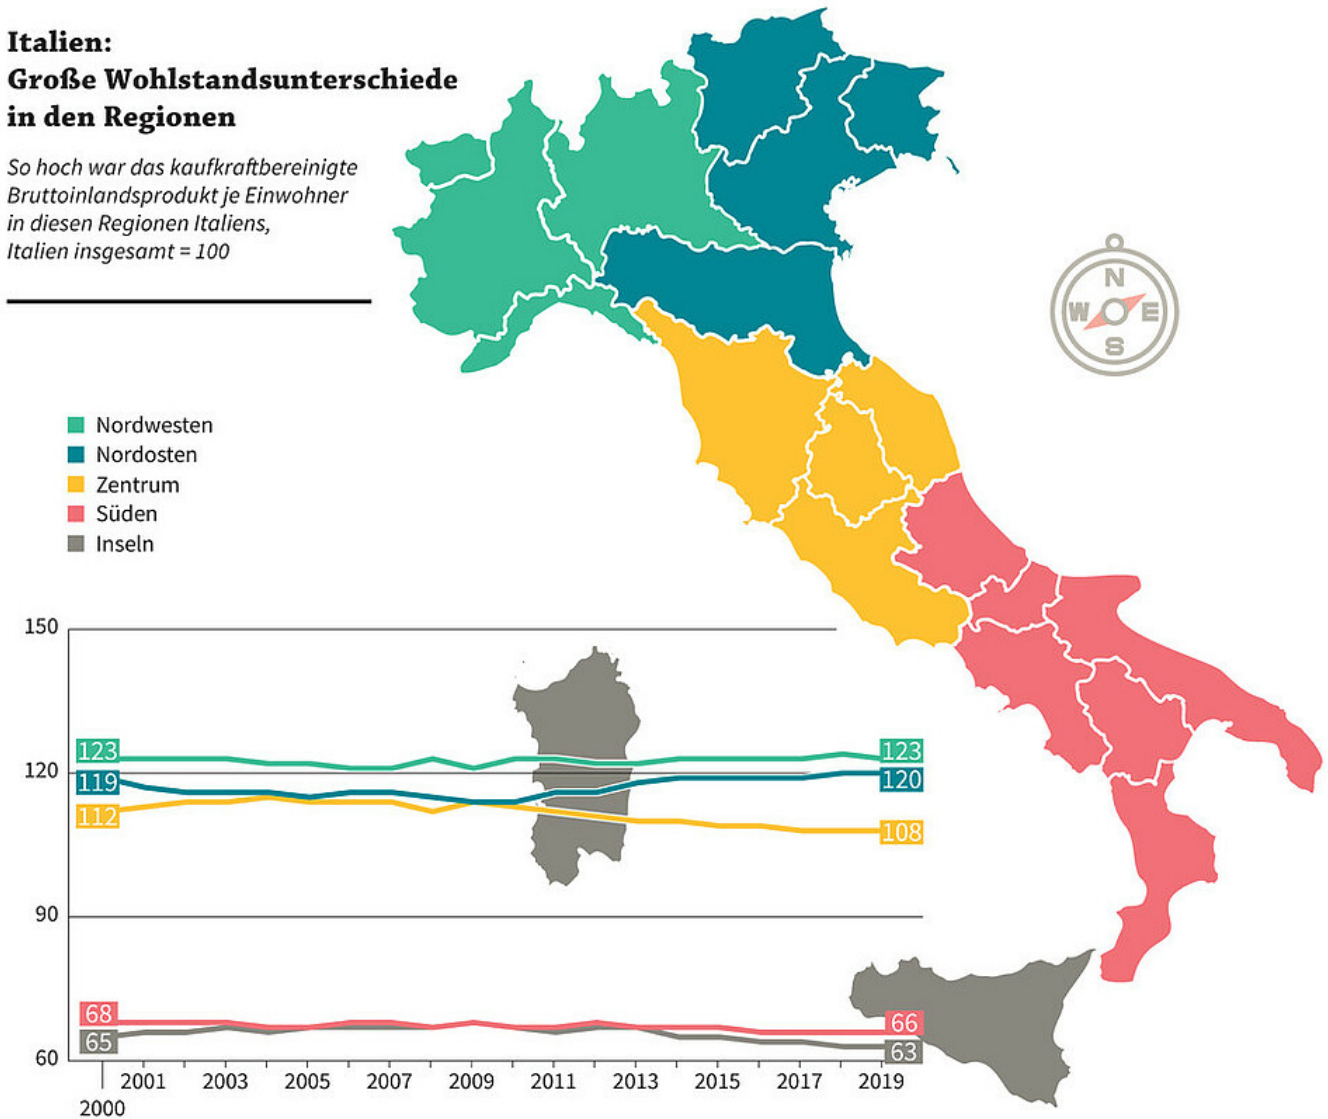 Italien:
Große Wohlstandsunterschiede
in den Regionen
So hoch war das kaufkraftbereinigte
Bruttoinlandsprodukt je Einwohner
in diesen Regionen Italiens,
Italien insgesamt = 100
N
W E
S
Nordwesten
Nordosten
Zentrum
Süden
Inseln
150
123 123
120
119 120
112 108
90
68 66
65 63
60
2001 2003 2005 2007 2009 2011 2013 2015 2017 2019
2000